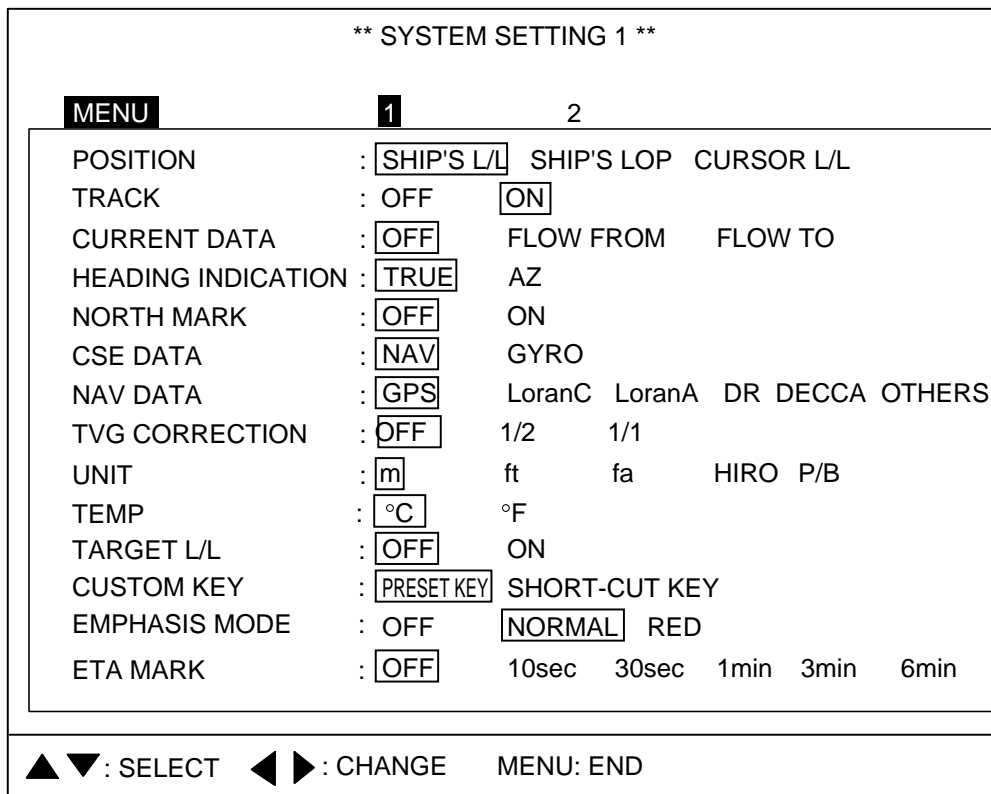 ** SYSTEM SETTING 1 **
MENU 1 2
POSITION : SHIP'S L/L SHIP'S LOP CURSOR L/L
TRACK : OFF ON
CURRENT DATA : OFF FLOW FROM FLOW TO
HEADING INDICATION : TRUE AZ
NORTH MARK : OFF ON
CSE DATA : NAV GYRO
NAV DATA : GPS LoranC LoranA DR DECCA OTHERS
TVG CORRECTION : OFF 1/2 1/1
UNIT : m ft fa HIRO P/B
TEMP : °C °F
TARGET L/L : OFF ON
CUSTOM KEY : PRESET KEY SHORT-CUT KEY
EMPHASIS MODE : OFF NORMAL RED
ETA MARK : OFF 10sec 30sec 1min 3min 6min
▲ ▼ : SELECT ◀ ▶ : CHANGE MENU: END